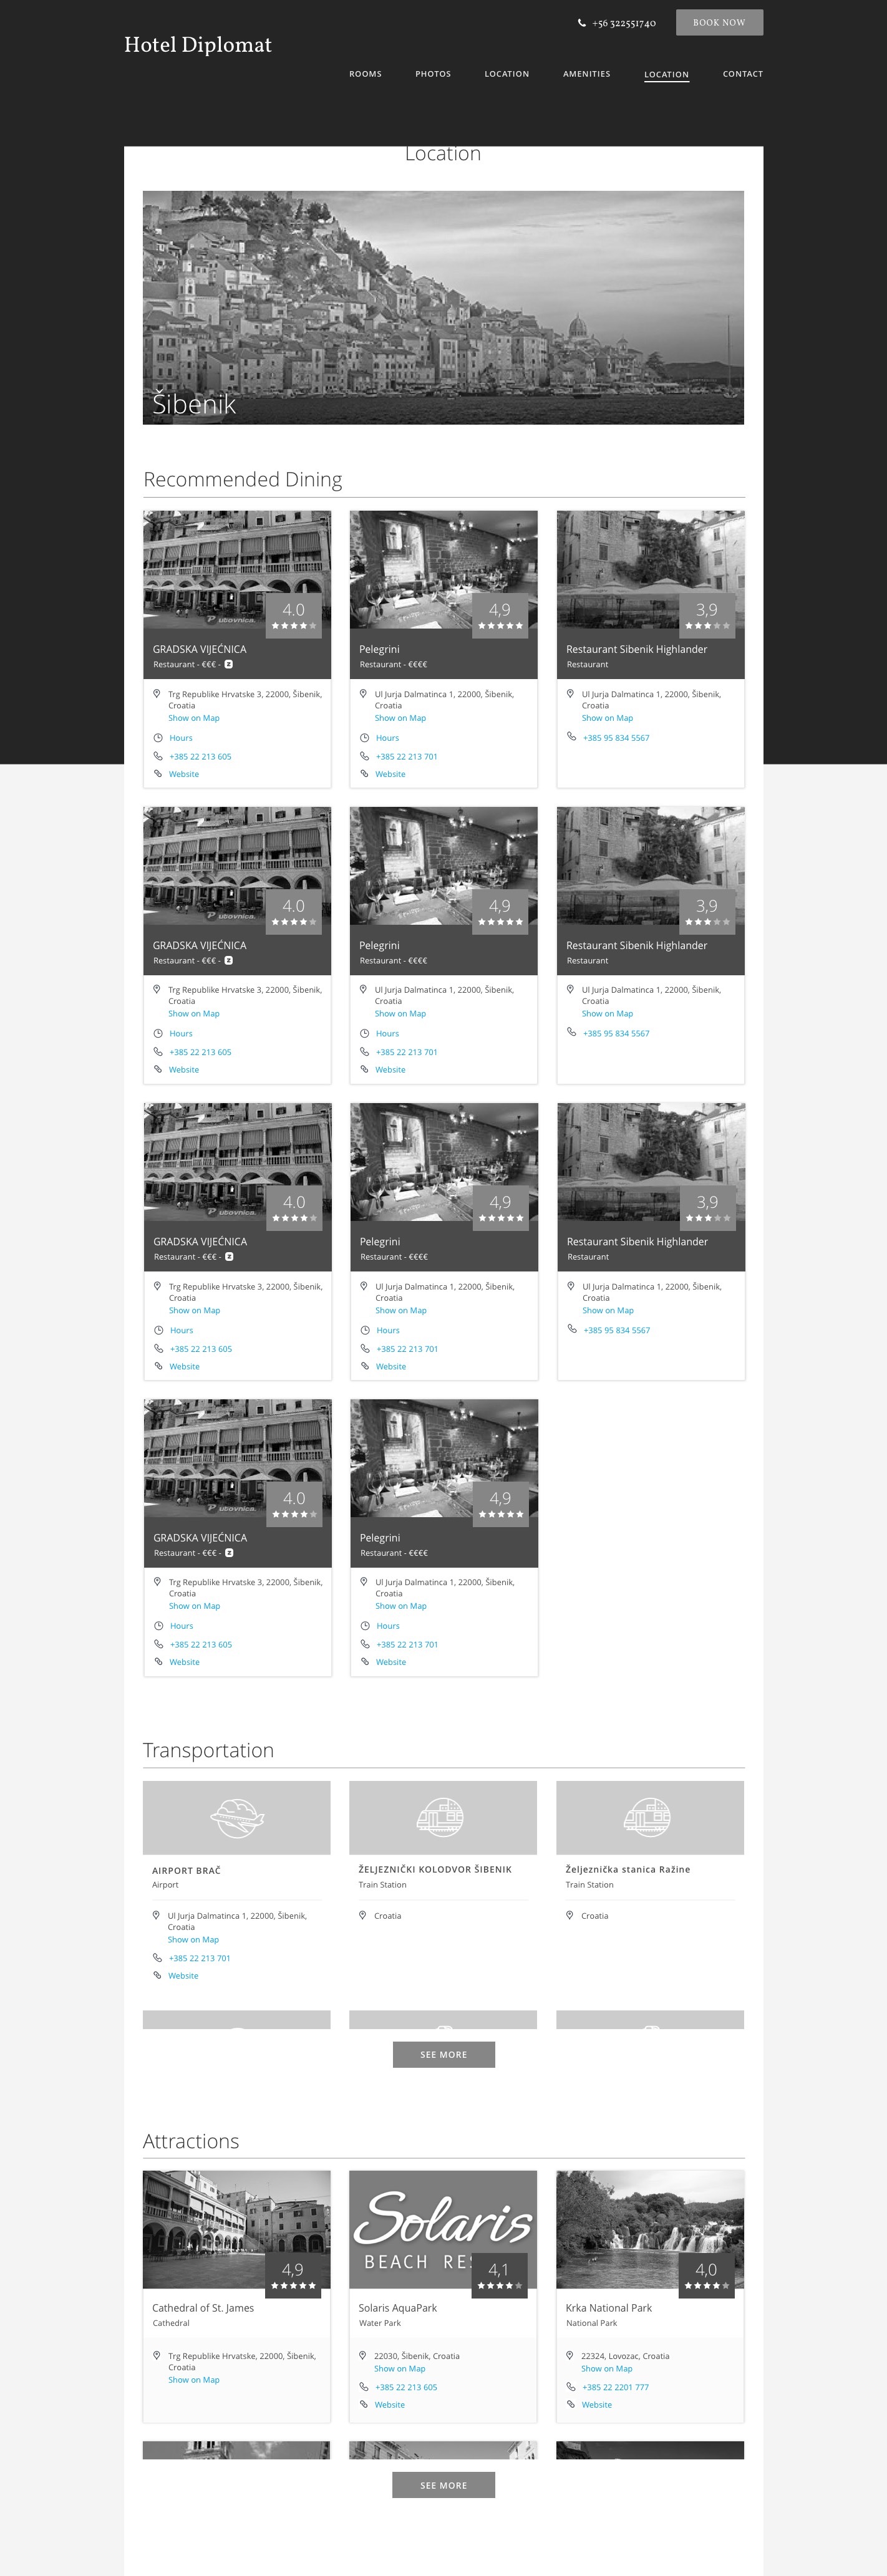 +56 322551740
BOOK NOW
Hotel Diplomat
ROOMS PHOTOS LOCATION AMENITIES LOCATION CONTACT
Location
Šibenik
Recommended Dining
4.0
GRADSKA VIJEĆNICA
Restaurant - €€€ -
Trg Republike Hrvatske 3, 22000, Šibenik,
Croatia
Show on Map
Hours
+385 22 213 605
Website
4,9
Pelegrini
Restaurant - €€€€
Ul Jurja Dalmatinca 1, 22000, Šibenik,
Croatia
Show on Map
Hours
+385 22 213 701
Website
3,9
Restaurant Sibenik Highlander
Restaurant
Ul Jurja Dalmatinca 1, 22000, Šibenik,
Croatia
Show on Map
+385 95 834 5567
4.0
GRADSKA VIJEĆNICA
Restaurant - €€€ -
Trg Republike Hrvatske 3, 22000, Šibenik,
Croatia
Show on Map
Hours
+385 22 213 605
Website
4,9
Pelegrini
Restaurant - €€€€
Ul Jurja Dalmatinca 1, 22000, Šibenik,
Croatia
Show on Map
Hours
+385 22 213 701
Website
3,9
Restaurant Sibenik Highlander
Restaurant
Ul Jurja Dalmatinca 1, 22000, Šibenik,
Croatia
Show on Map
+385 95 834 5567
4.0
GRADSKA VIJEĆNICA
Restaurant - €€€ -
Trg Republike Hrvatske 3, 22000, Šibenik,
Croatia
Show on Map
Hours
+385 22 213 605
Website
4,9
Pelegrini
Restaurant - €€€€
Ul Jurja Dalmatinca 1, 22000, Šibenik,
Croatia
Show on Map
Hours
+385 22 213 701
Website
3,9
Restaurant Sibenik Highlander
Restaurant
Ul Jurja Dalmatinca 1, 22000, Šibenik,
Croatia
Show on Map
+385 95 834 5567
4.0
GRADSKA VIJEĆNICA
Restaurant - €€€ -
Trg Republike Hrvatske 3, 22000, Šibenik,
Croatia
Show on Map
Hours
+385 22 213 605
Website
4,9
Pelegrini
Restaurant - €€€€
Ul Jurja Dalmatinca 1, 22000, Šibenik,
Croatia
Show on Map
Hours
+385 22 213 701
Website
Transportation
AIRPORT BRAČ
Airport
Ul Jurja Dalmatinca 1, 22000, Šibenik,
Croatia
Show on Map
+385 22 213 701
Website
ŽELJEZNIČKI KOLODVOR ŠIBENIK
Train Station
Croatia
Željeznička stanica Ražine
Train Station
Croatia
SEE MORE
Attractions
4,9
Cathedral of St. James
Cathedral
Trg Republike Hrvatske, 22000, Šibenik,
Croatia
Show on Map
Solaris
BEACH RES
4,1
Solaris AquaPark
Water Park
22030, Šibenik, Croatia
Show on Map
+385 22 213 605
Website
4,0
Krka National Park
National Park
22324, Lovozac, Croatia
Show on Map
+385 22 2201 777
Website
SEE MORE